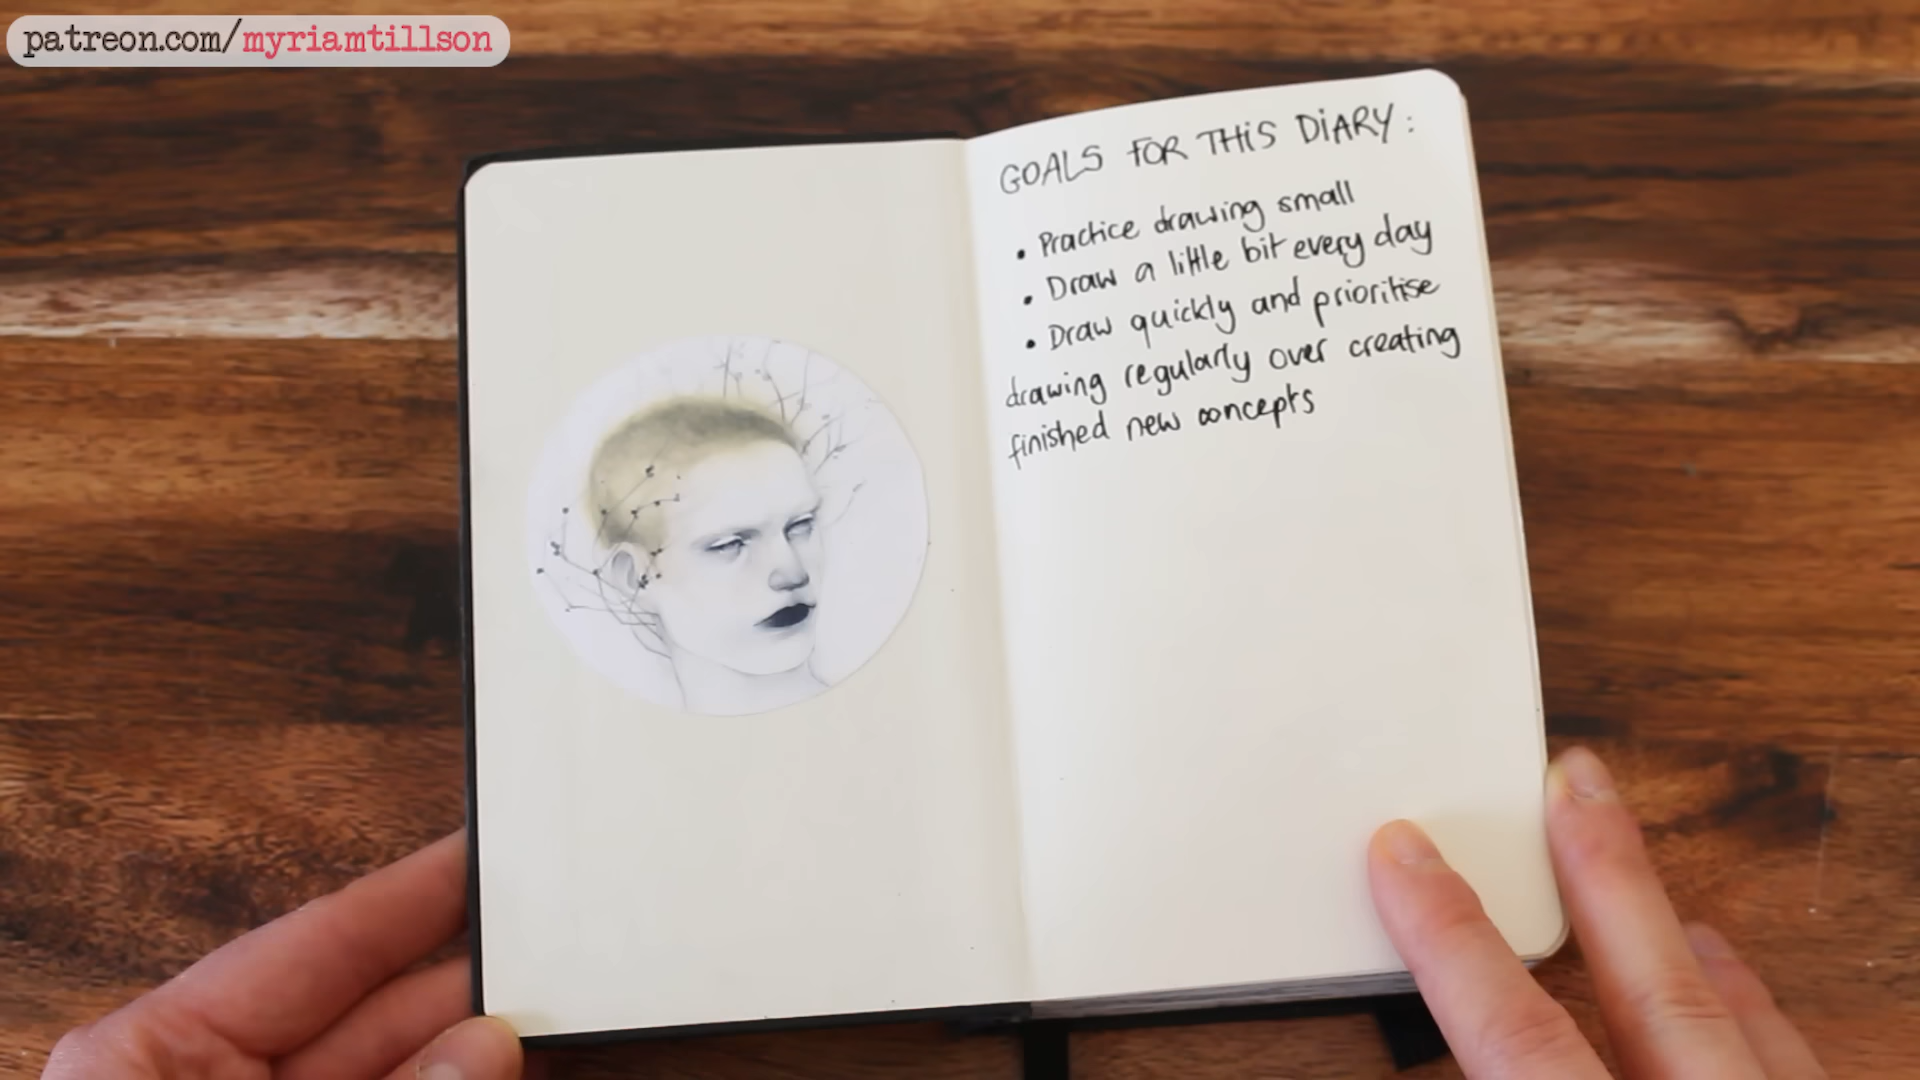 patreon.com/myriamtillson
GOALS FOR THIS DIARY:
• Practice drawing small
• Draw a little bit every day
• Draw quickly and prioritise
drawing regularly over creating
finished new concepts